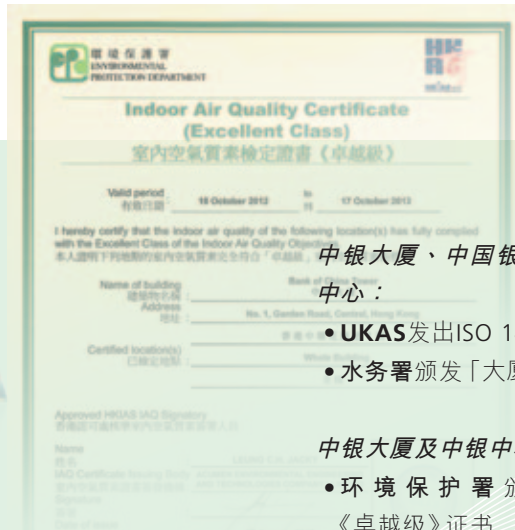 環境保護署
ENVIRONMENTAL
PROTECTION DEPARTMENT
Indoor Air Quality Certificate
(Excellent Class)
室內空氣質素檢定證書《卓越級》
Valid period
有效日期
18 October 2012
to
17 October 2013
I hereby certify that the indoor air quality of the following location(s) has fully complied
with the Excellent Class of the Indoor Air Quality Objectives
Name of building
建築物名稱
Bank of China Tower
Address
地址
No. 1, Garden Road, Central, Hong Kong
Certified location(s)
已檢定地點
Whole Building
Approved HKIAS IAQ Signatory
Name
姓名
中银大厦、中国银
中心：
•UKAS发出ISO 1
•水务署颁发「大厦
中银大厦及中银中
•环境保护署颁
《卓越级》证书